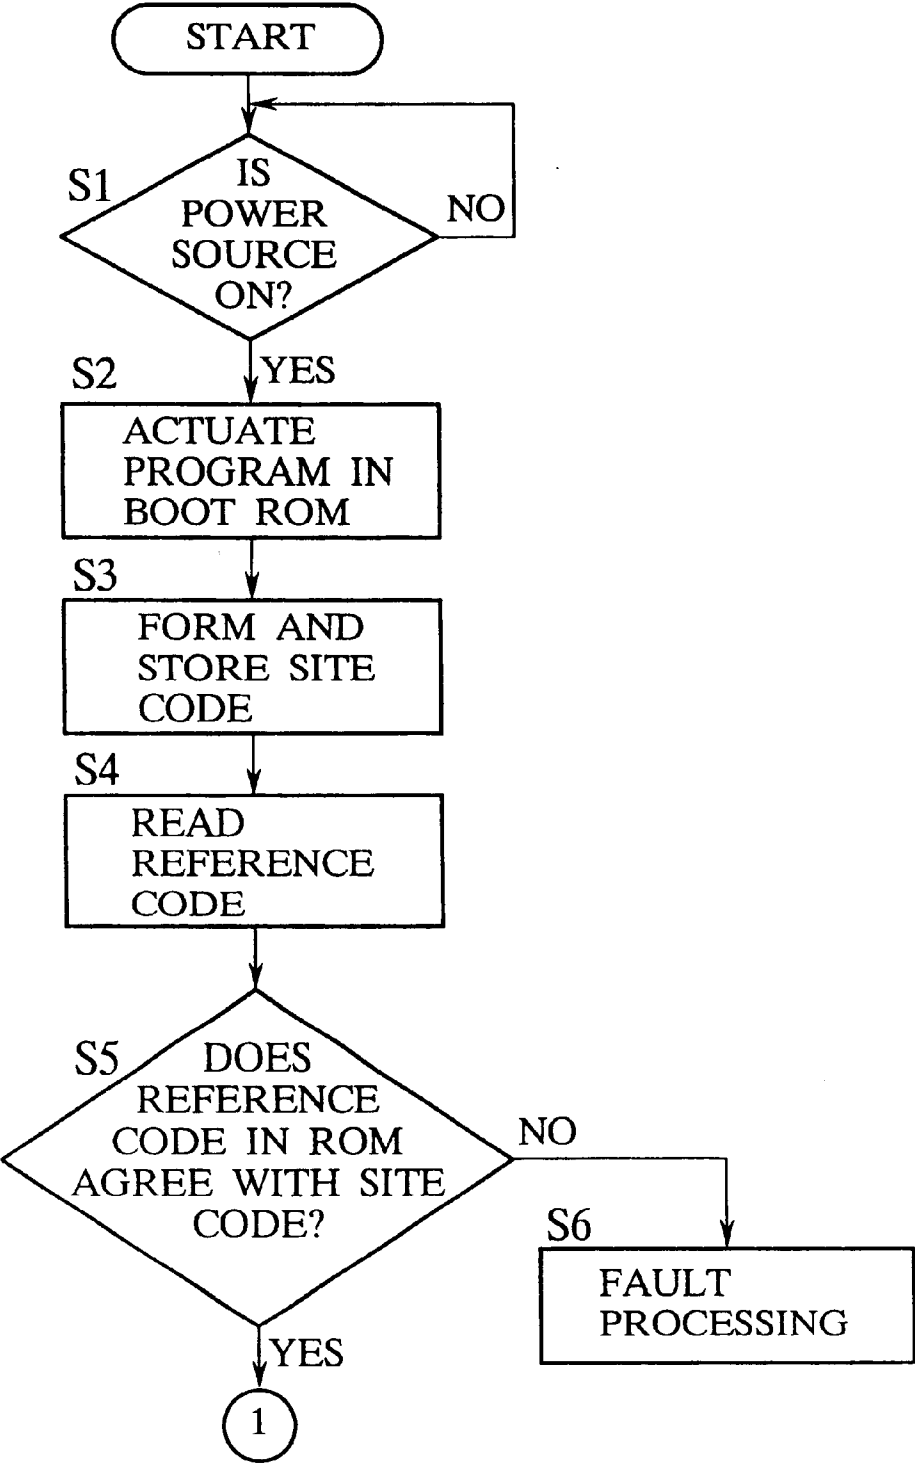 START
S1
IS
POWER
SOURCE
ON?
NO
YES
S2
ACTUATE
PROGRAM IN
BOOT ROM
S3
FORM AND
STORE SITE
CODE
S4
READ
REFERENCE
CODE
S5
DOES
REFERENCE
CODE IN ROM
AGREE WITH SITE
CODE?
NO
S6
FAULT
PROCESSING
YES
1